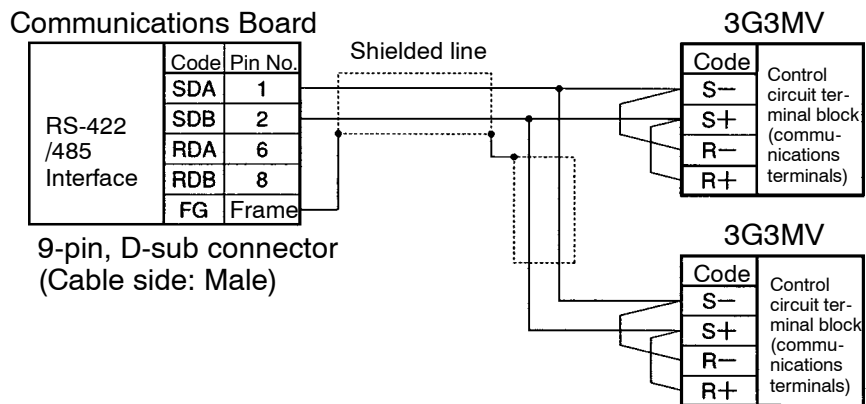 Communications Board
Code Pin No.
RS-422
/485
Interface
SDA 1
SDB 2
RDA 6
RDB 8
FG Frame
9-pin, D-sub connector
(Cable side: Male)
Shielded line
3G3MV
Code
S−
S+
R−
R+
Control
circuit ter-
minal block
(commu-
nications
terminals)
3G3MV
Code
S−
S+
R−
R+
Control
circuit ter-
minal block
(commu-
nications
terminals)